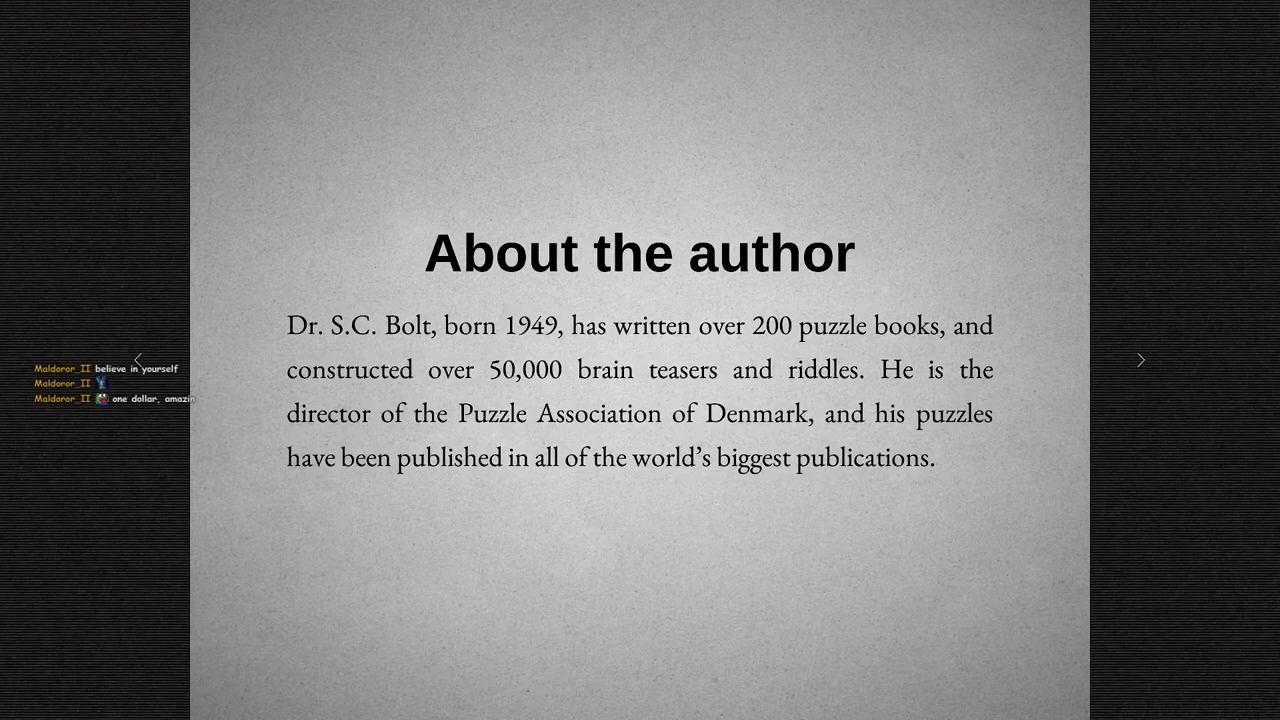 About the author
Dr. S.C. Bolt, born 1949, has written over 200 puzzle books, and
constructed over 50,000 brain teasers and riddles. He is the
director of the Puzzle Association of Denmark, and his puzzles
have been published in all of the world’s biggest publications.
Maldoror_II believe in yourself
Maldoror_II
Maldoror_II one dollar, amazin